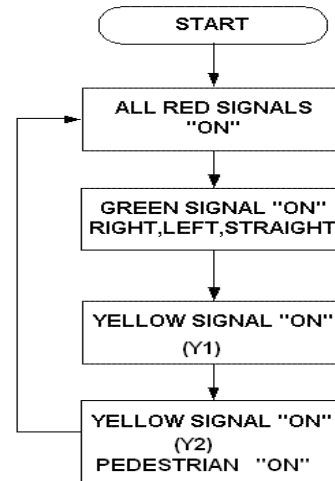 START
ALL RED SIGNALS
"ON"
GREEN SIGNAL "ON"
RIGHT,LEFT,STRAIGHT
YELLOW SIGNAL "ON"
(Y1)
YELLOW SIGNAL "ON"
(Y2)
PEDESTRIAN "ON"